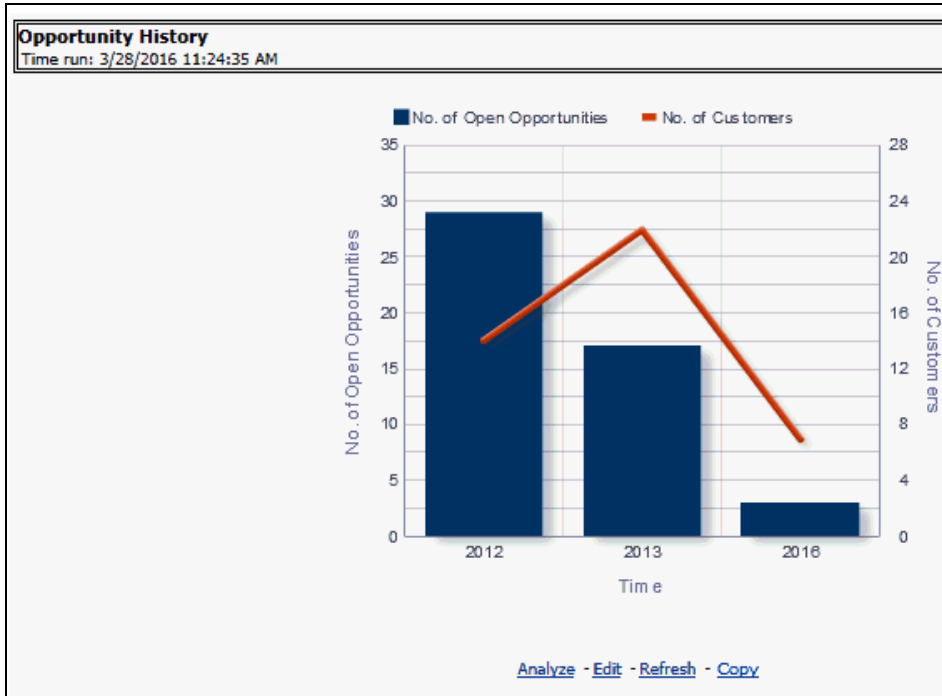 Opportunity History
Time run: 3/28/2016 11:24:35 AM
No. of Open Opportunities No. of Customers
35 28
30 24
25 20
20 16
15 12
10 8
5 4
0 0
No. of Open Opportunities
No. of Customers
2012 2013 2016
Time
Analyze - Edit - Refresh - Copy